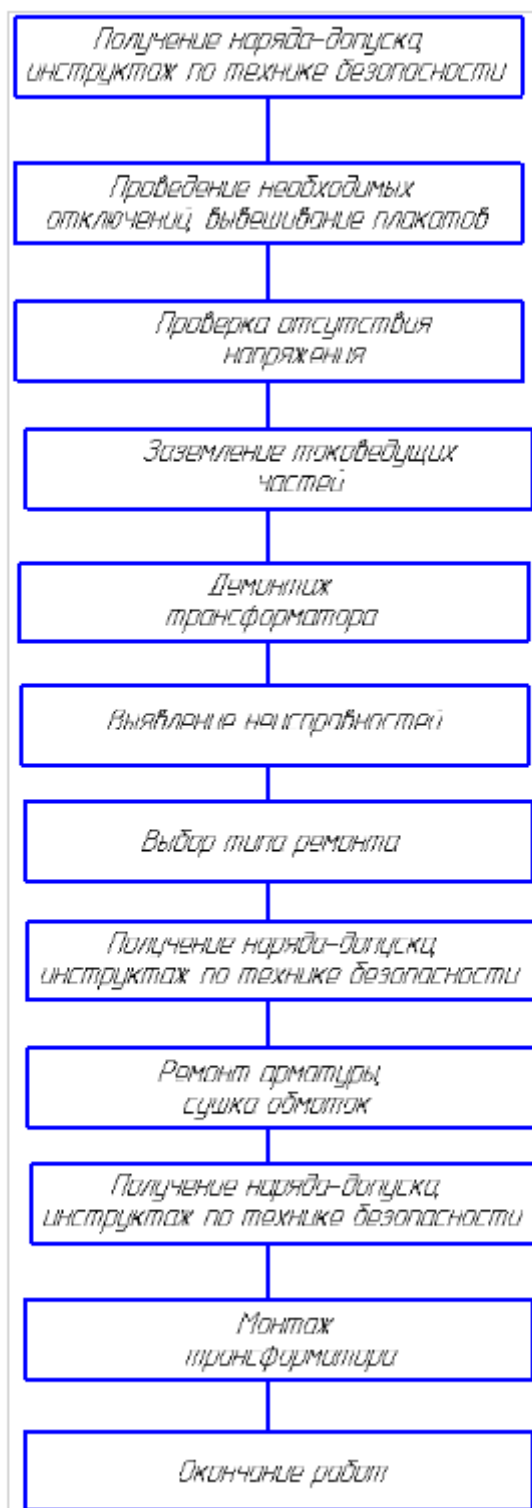 Получение наряда-допуска,
инструктаж по технике безопасности
Проведение необходимых
отключений, вывешивание плакатов
Проверка отсутствия
напряжения
Заземление токоведущих
частей
Деминтиж
трансформатора
Выявление неисправностей
Выбор типа ремонта
Получение наряда-допуска,
инструктаж по технике безопасности
Ремонт арматуры,
сушка обмоток
Получение наряда-допуска,
инструктаж по технике безопасности
Монтаж
трансформатора
Окончание работ